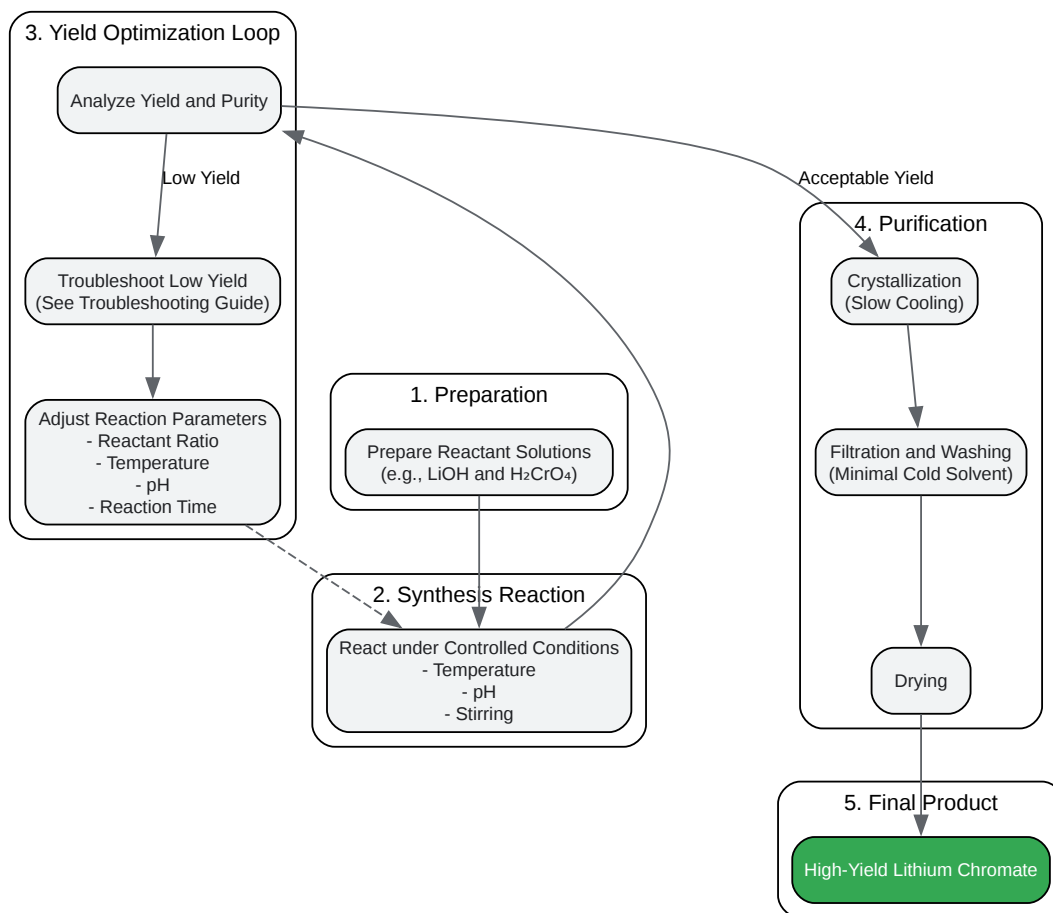 3. Yield Optimization Loop
Analyze Yield and Purity
Low Yield
Troubleshoot Low Yield
(See Troubleshooting Guide)
Adjust Reaction Parameters
- Reactant Ratio
- Temperature
- pH
- Reaction Time
1. Preparation
Prepare Reactant Solutions
(e.g., LiOH and H₂CrO₄)
2. Synthesis Reaction
React under Controlled Conditions
- Temperature
- pH
- Stirring
Acceptable Yield
4. Purification
Crystallization
(Slow Cooling)
Filtration and Washing
(Minimal Cold Solvent)
Drying
5. Final Product
High-Yield Lithium Chromate